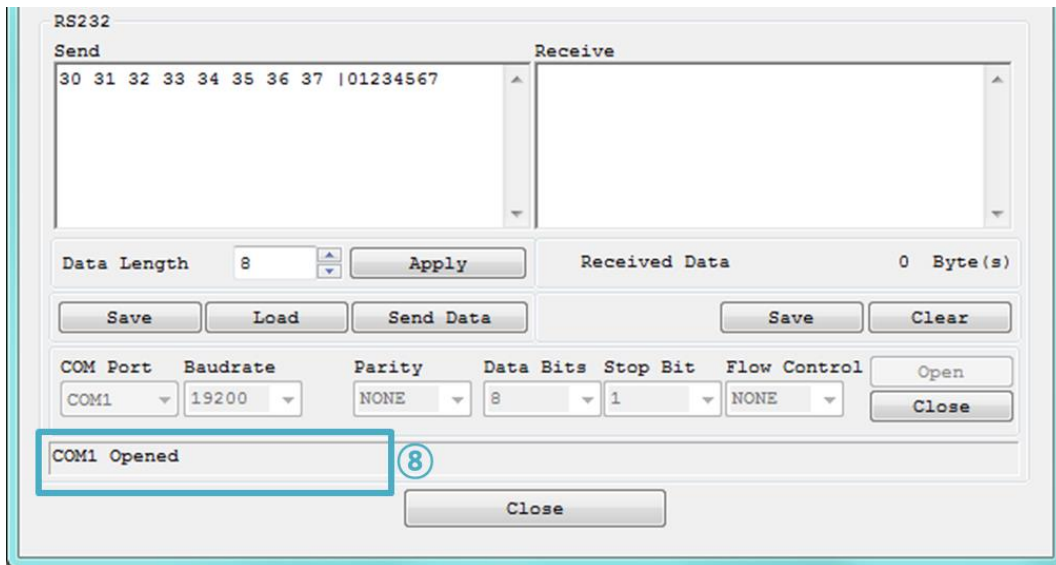 RS232
Send Receive
30 31 32 33 34 35 36 37 |01234567
Data Length 8 Apply Received Data 0 Byte(s)
Save Load Send Data Save Clear
COM Port Baudrate Parity Data Bits Stop Bit Flow Control Open
COM1 19200 NONE 8 1 NONE Close
COM1 Opened ⑧
Close